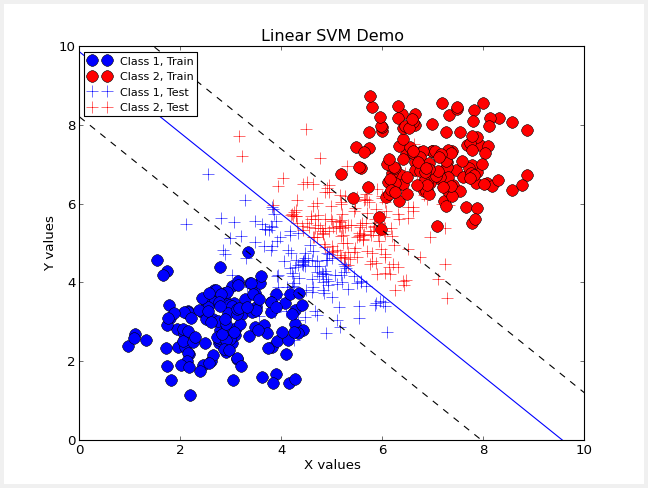 Linear SVM Demo
Class 1, Train
Class 2, Train
Class 1, Test
Class 2, Test
Y values
10
8
6
4
2
0
0 2 4 6 8 10
X values